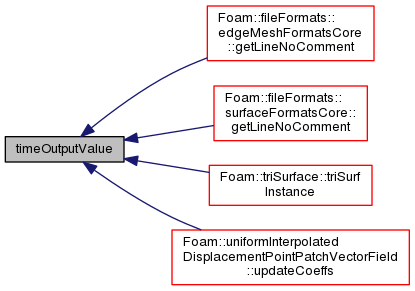 Foam::fileFormats::
edgeMeshFormatsCore
::getLineNoComment
Foam::fileFormats::
surfaceFormatsCore::
getLineNoComment
timeOutputValue
Foam::triSurface::triSurf
Instance
Foam::uniformInterpolated
DisplacementPointPatchVectorField
::updateCoeffs